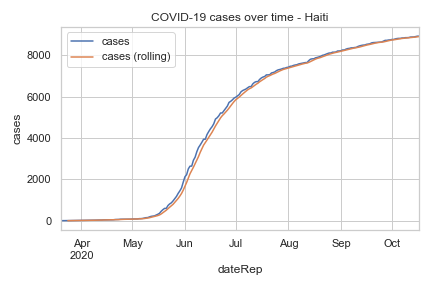 COVID-19 cases over time - Haiti
cases
cases (rolling)
8000
6000
4000
2000
0
cases
Apr
2020
May
Jun
Jul
Aug
Sep
Oct
dateRep